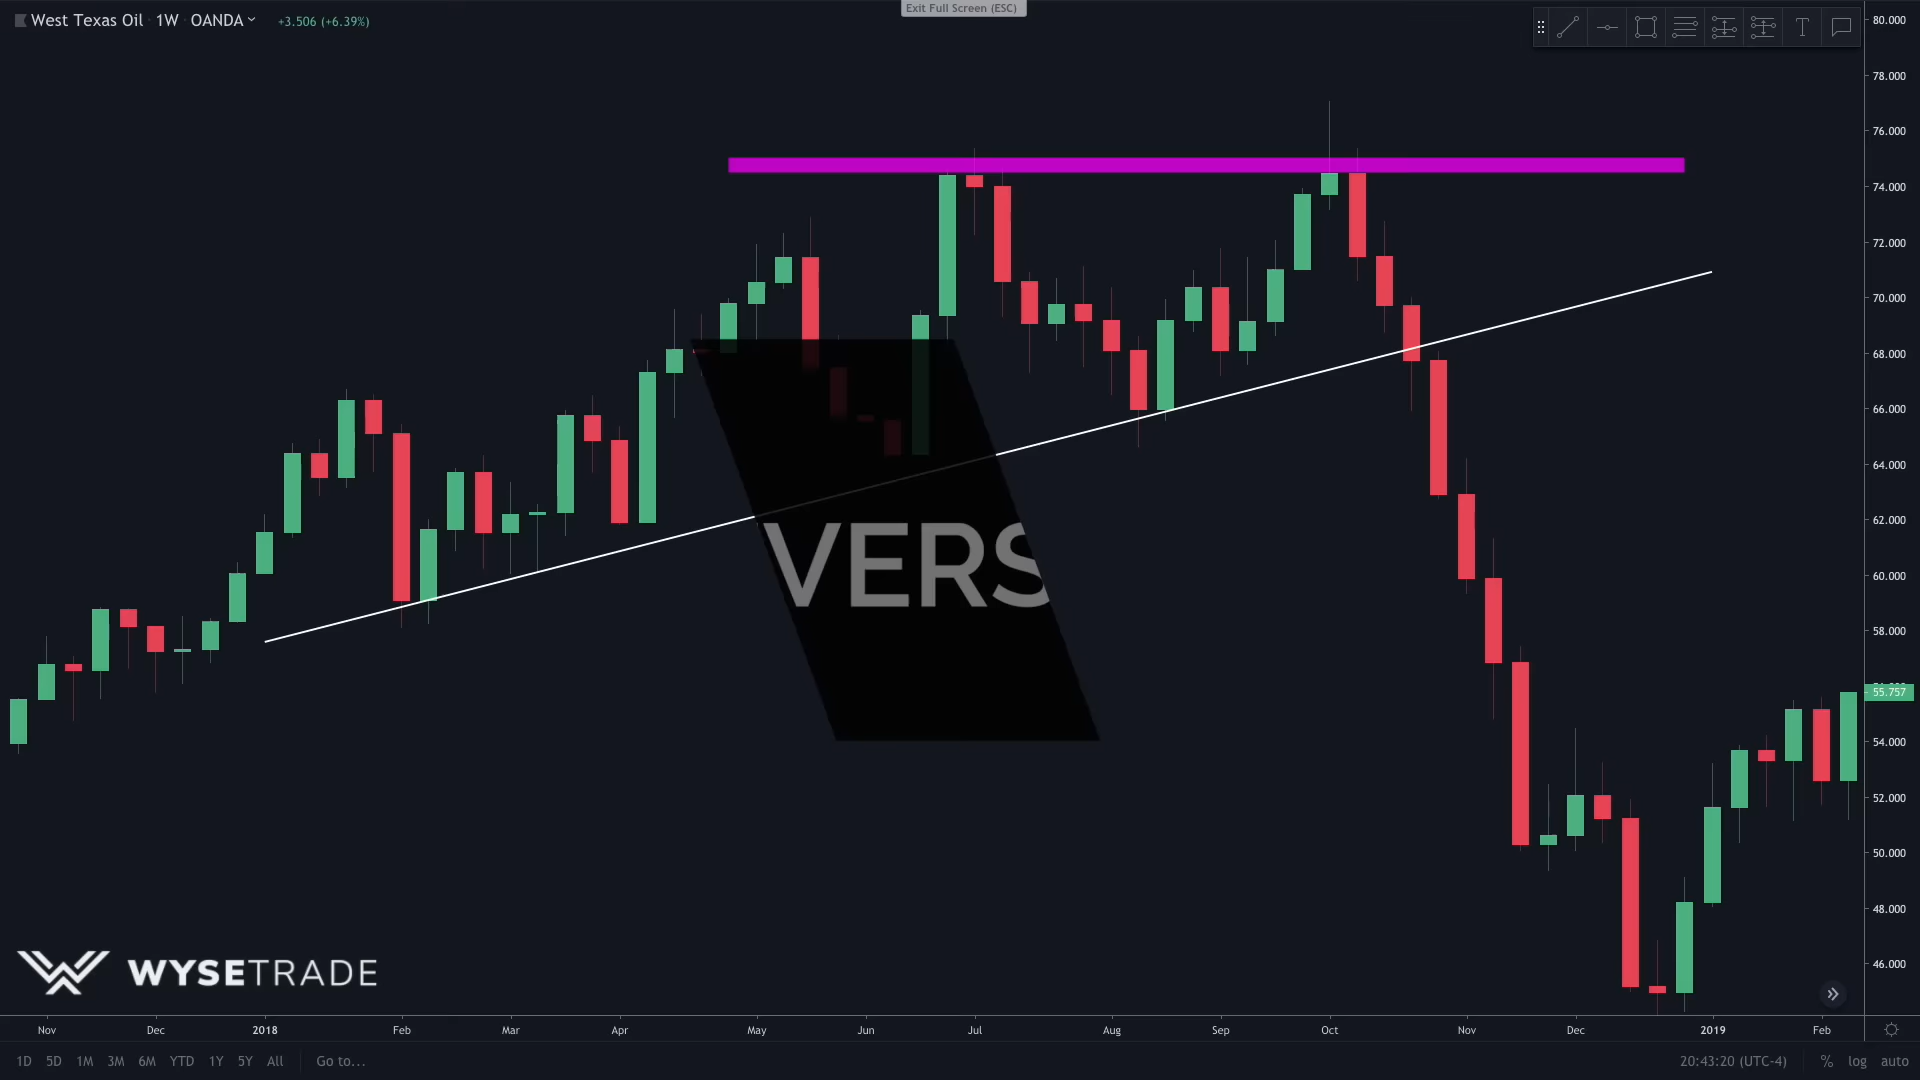 Exit Full Screen (ESC)
West Texas Oil · 1W · OANDA
+3.506 (+6.39%)
T
80.000
78.000
76.000
74.000
72.000
70.000
68.000
66.000
64.000
62.000
60.000
58.000
55.757
54.000
52.000
50.000
48.000
46.000
VERS
WYSETRADE
Nov Dec 2018 Feb Mar Apr May Jun Jul Aug Sep Oct Nov Dec 2019 Feb
1D 5D 1M 3M 6M YTD 1Y 5Y All Go to...
20:43:20 (UTC-4) % log auto